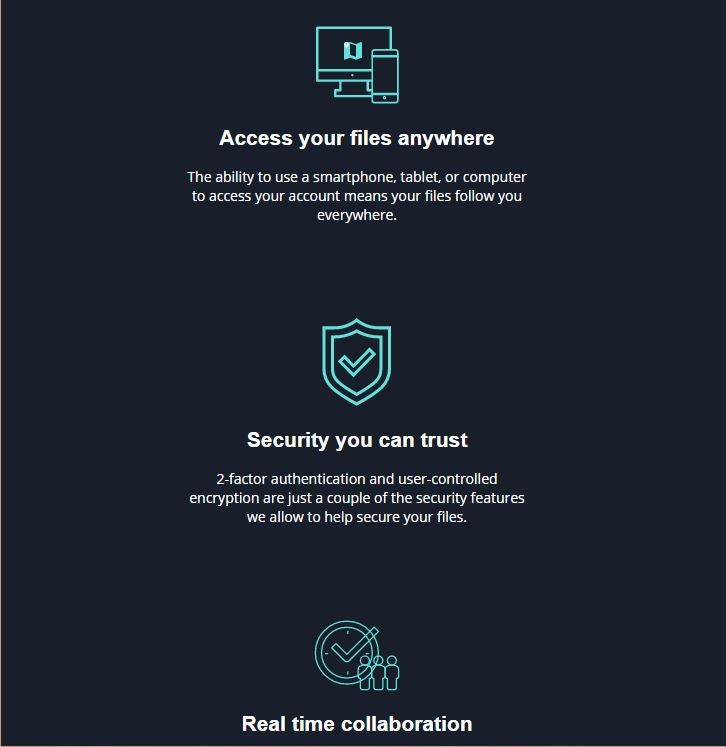 Access your files anywhere
The ability to use a smartphone, tablet, or computer
to access your account means your files follow you
everywhere.
Security you can trust
2-factor authentication and user-controlled
encryption are just a couple of the security features
we allow to help secure your files.
Real time collaboration